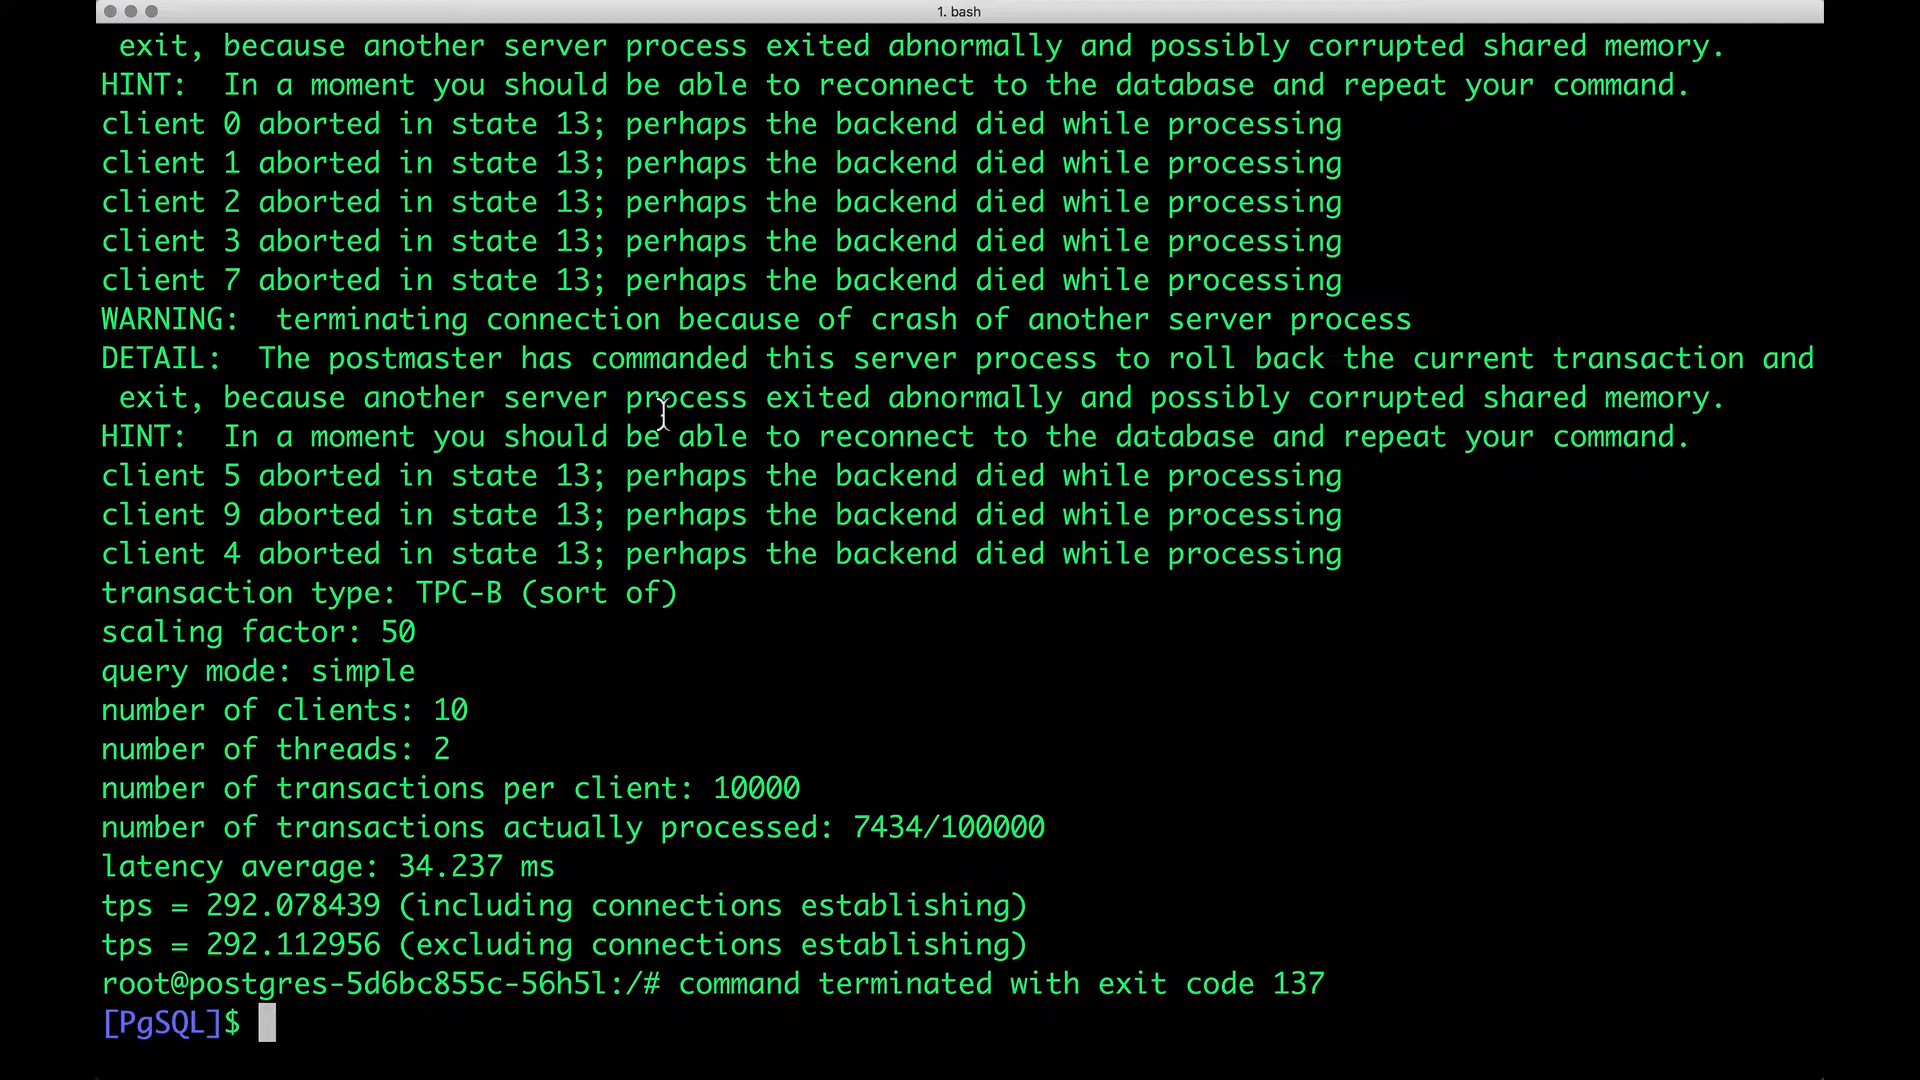 1. bash
exit, because another server process exited abnormally and possibly corrupted shared memory.
HINT:  In a moment you should be able to reconnect to the database and repeat your command.
client 0 aborted in state 13; perhaps the backend died while processing
client 1 aborted in state 13; perhaps the backend died while processing
client 2 aborted in state 13; perhaps the backend died while processing
client 3 aborted in state 13; perhaps the backend died while processing
client 7 aborted in state 13; perhaps the backend died while processing
WARNING:  terminating connection because of crash of another server process
DETAIL:  The postmaster has commanded this server process to roll back the current transaction and
exit, because another server process exited abnormally and possibly corrupted shared memory.
HINT:  In a moment you should be able to reconnect to the database and repeat your command.
client 5 aborted in state 13; perhaps the backend died while processing
client 9 aborted in state 13; perhaps the backend died while processing
client 4 aborted in state 13; perhaps the backend died while processing
transaction type: TPC-B (sort of)
scaling factor: 50
query mode: simple
number of clients: 10
number of threads: 2
number of transactions per client: 10000
number of transactions actually processed: 7434/100000
latency average: 34.237 ms
tps = 292.078439 (including connections establishing)
tps = 292.112956 (excluding connections establishing)
root@postgres-5d6bc855c-56h5l:/# command terminated with exit code 137
[PgSQL]$